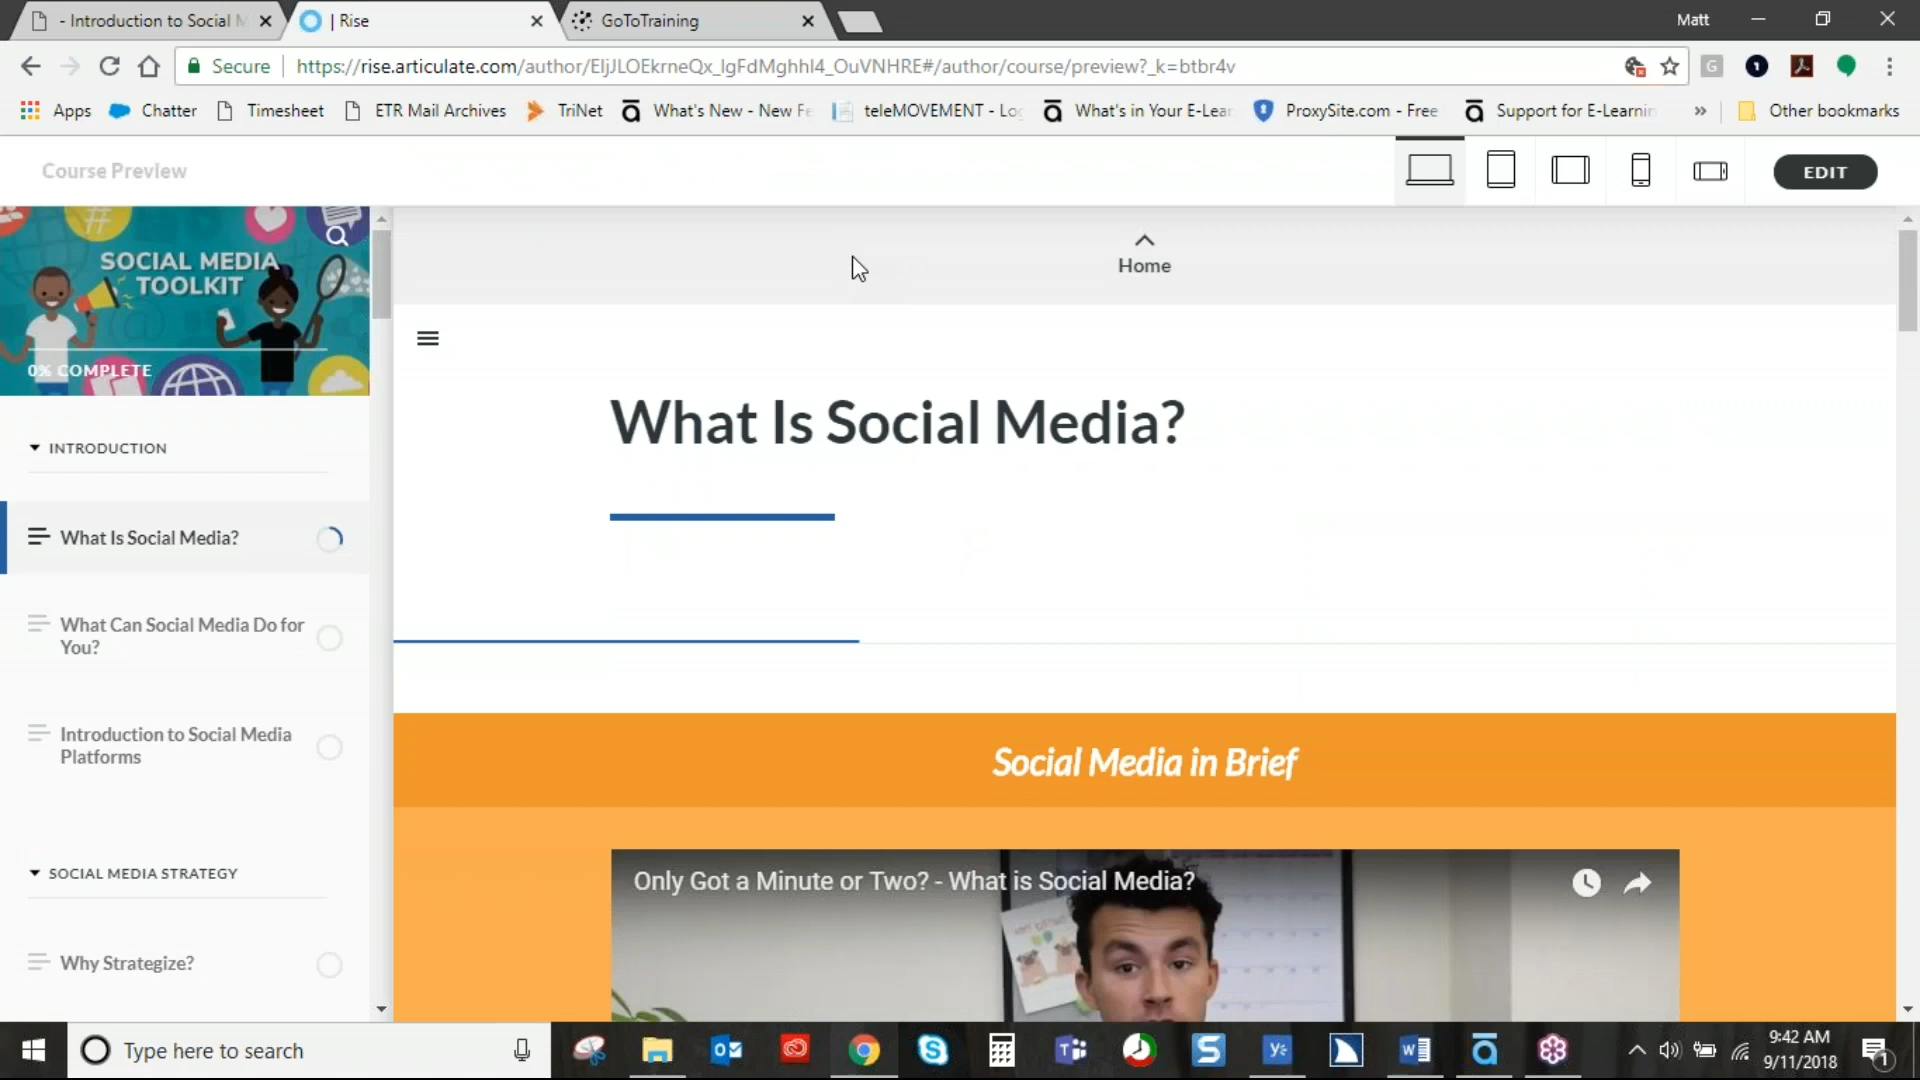 - Introduction to Social M
| Rise
GoToTraining
Matt
Secure
https://rise.articulate.com/author/EljJLOEkrneQx_lgFdMghhl4_OuVNHRE#/author/course/preview?_k=btbr4v
Apps
Chatter
Timesheet
ETR Mail Archives
TriNet
What's New - New Fe
teleMOVEMENT - Lo
What's in Your E-Lear
ProxySite.com - Free
Support for E-Learnin
Other bookmarks
Course Preview
EDIT
SOCIAL MEDIA
TOOLKIT
0% COMPLETE
Home
INTRODUCTION
What Is Social Media?
What Can Social Media Do for
You?
Introduction to Social Media
Platforms
SOCIAL MEDIA STRATEGY
Why Strategize?
What Is Social Media?
Social Media in Brief
Only Got a Minute or Two? - What is Social Media?
Type here to search
9:42 AM
9/11/2018
1